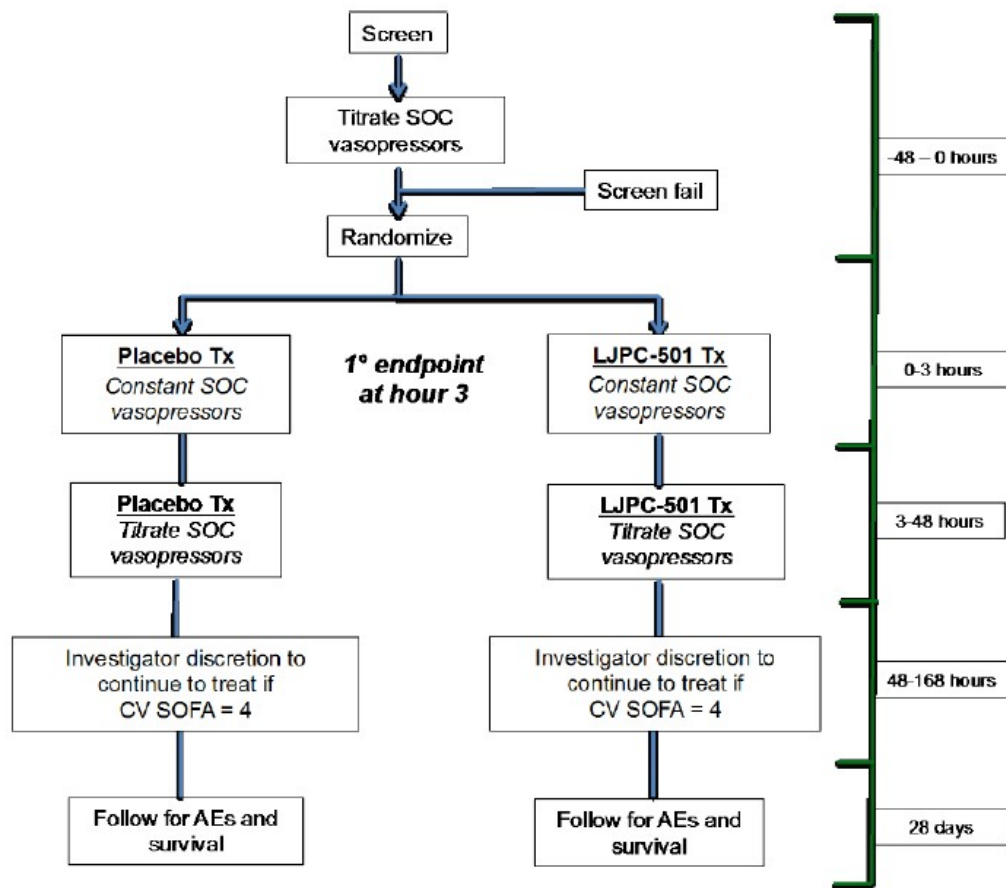 Screen
Titrate SOC
vasopressors
-48 – 0 hours
Screen fail
Randomize
Placebo Tx
Constant SOC
vasopressors
1° endpoint
at hour 3
LJPC-501 Tx
Constant SOC
vasopressors
0-3 hours
Placebo Tx
Titrate SOC
vasopressors
LJPC-501 Tx
Titrate SOC
vasopressors
3-48 hours
Investigator discretion to
continue to treat if
CV SOFA = 4
Investigator discretion to
continue to treat if
CV SOFA = 4
48-168 hours
Follow for AEs and
survival
Follow for AEs and
survival
28 days